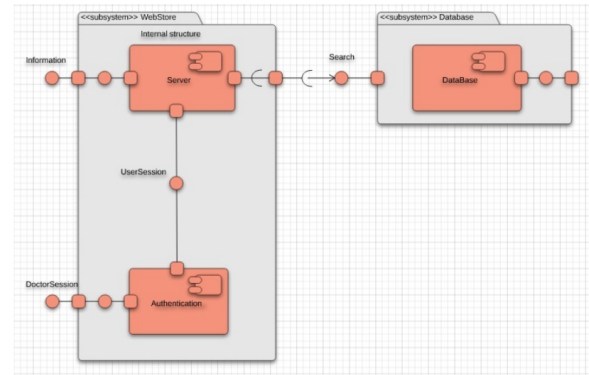 <<subsystem>> WebStore
Internal structure
Information
Server
UserSession
DoctorSession
Authentication
Search
<<subsystem>> Database
DataBase